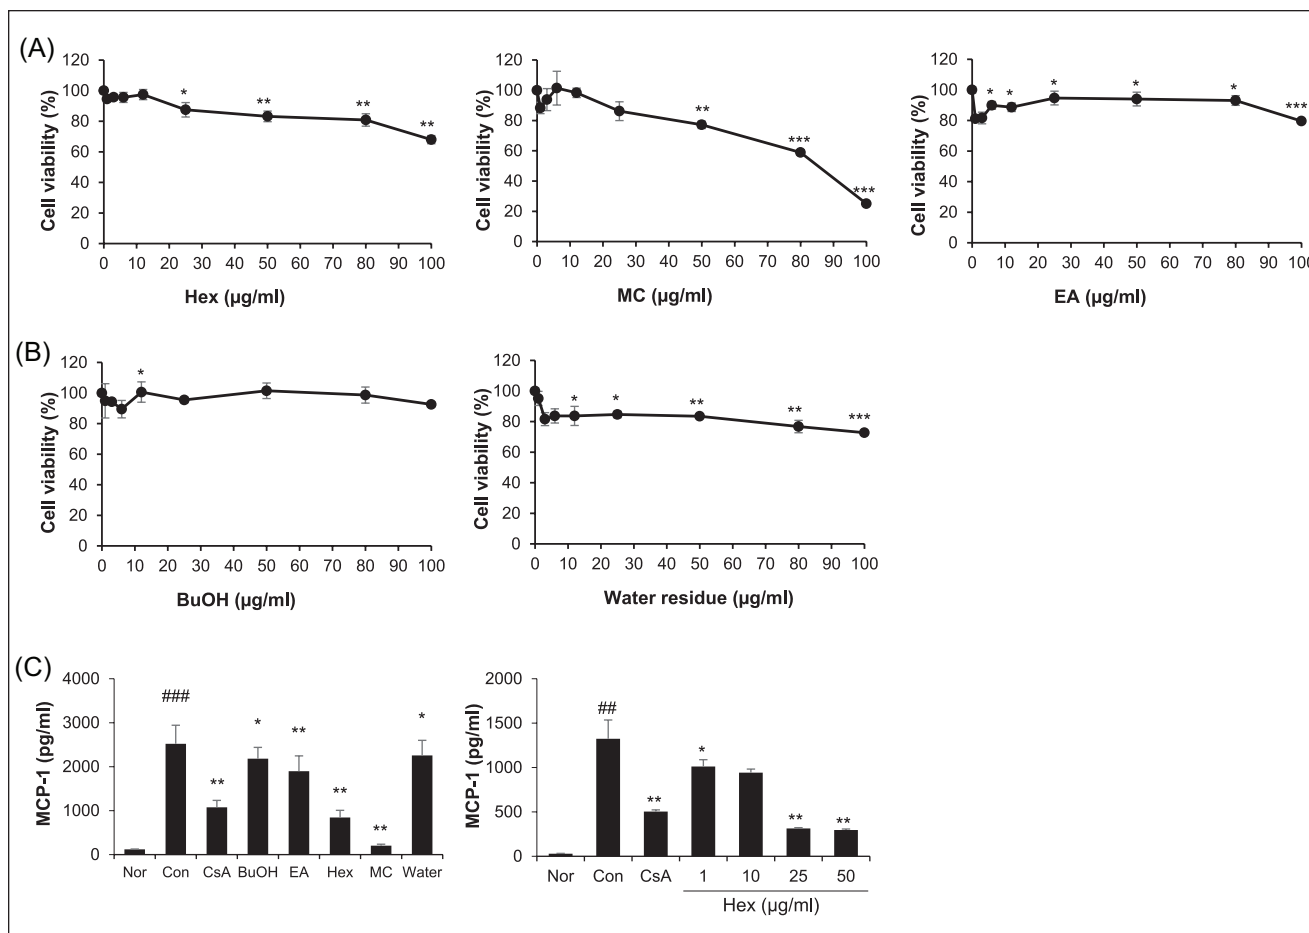 (A)
120
100
80
60
40
20
0
Cell viability (%)
* ** ** **
0 10 20 30 40 50 60 70 80 90 100
Hex (µg/ml)
120
100
80
60
40
20
0
Cell viability (%)
** *** ***
0 10 20 30 40 50 60 70 80 90 100
MC (µg/ml)
120
100
80
60
40
20
0
Cell viability (%)
* * * * * ***
0 10 20 30 40 50 60 70 80 90 100
EA (µg/ml)
(B)
120
100
80
60
40
20
0
Cell viability (%)
*
0 10 20 30 40 50 60 70 80 90 100
BuOH (µg/ml)
120
100
80
60
40
20
0
Cell viability (%)
* * ** ** ***
0 10 20 30 40 50 60 70 80 90 100
Water residue (µg/ml)
(C)
4000
3000
2000
1000
0
MCP-1 (pg/ml)
### ** * ** ** ** *
Nor Con CsA BuOH EA Hex MC Water
2000
1500
1000
500
0
MCP-1 (pg/ml)
## ** * ** **
Nor Con CsA 1 10 25 50
Hex (µg/ml)